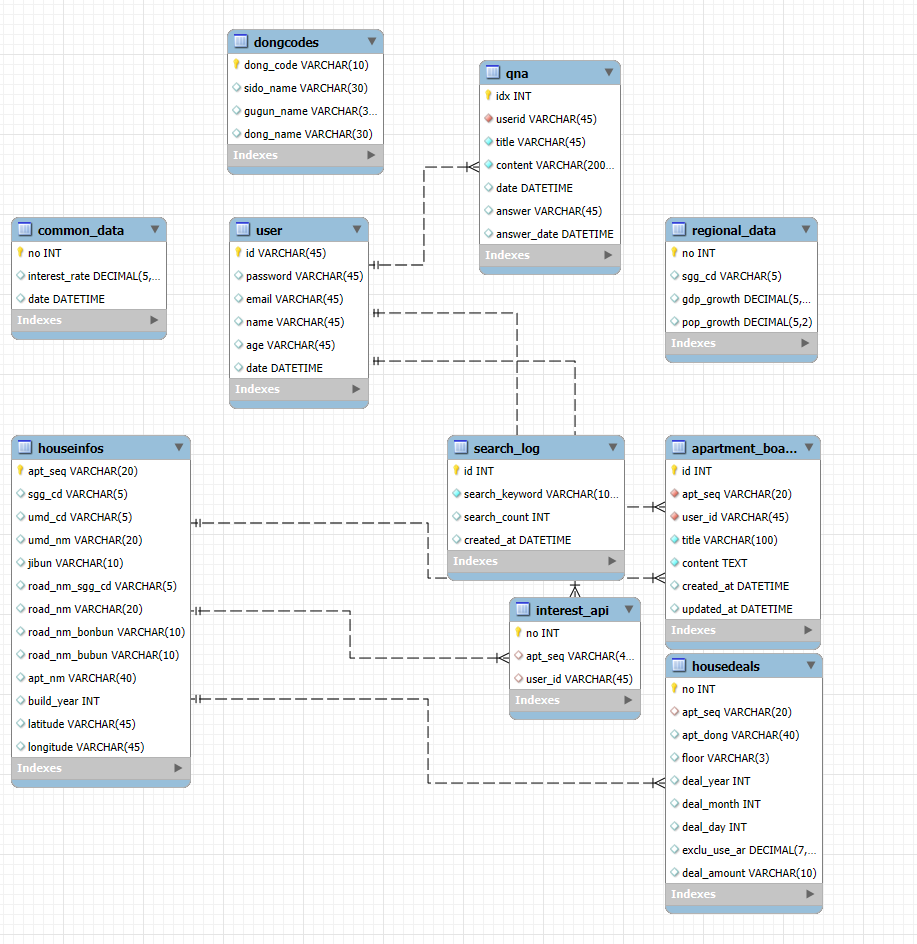 dongcodes
dong_code VARCHAR(10)
sido_name VARCHAR(30)
gugun_name VARCHAR(3...
dong_name VARCHAR(30)
Indexes
qna
idx INT
userid VARCHAR(45)
title VARCHAR(45)
content VARCHAR(200...
date DATETIME
answer VARCHAR(45)
answer_date DATETIME
Indexes
common_data
no INT
interest_rate DECIMAL(5,...
date DATETIME
Indexes
user
id VARCHAR(45)
password VARCHAR(45)
email VARCHAR(45)
name VARCHAR(45)
age VARCHAR(45)
date DATETIME
Indexes
regional_data
no INT
sgg_cd VARCHAR(5)
gdp_growth DECIMAL(5,...
pop_growth DECIMAL(5,2)
Indexes
houseinfos
apt_seq VARCHAR(20)
sgg_cd VARCHAR(5)
umd_cd VARCHAR(5)
umd_nm VARCHAR(20)
jibun VARCHAR(10)
road_nm_sgg_cd VARCHAR(5)
road_nm VARCHAR(20)
road_nm_bonbun VARCHAR(10)
road_nm_bubun VARCHAR(10)
apt_nm VARCHAR(40)
build_year INT
latitude VARCHAR(45)
longitude VARCHAR(45)
Indexes
search_log
id INT
search_keyword VARCHAR(10...
search_count INT
created_at DATETIME
Indexes
apartment_boa...
id INT
apt_seq VARCHAR(20)
user_id VARCHAR(45)
title VARCHAR(100)
content TEXT
created_at DATETIME
updated_at DATETIME
Indexes
interest_api
no INT
apt_seq VARCHAR(4...
user_id VARCHAR(45)
Indexes
housedeals
no INT
apt_seq VARCHAR(20)
apt_dong VARCHAR(40)
floor VARCHAR(3)
deal_year INT
deal_month INT
deal_day INT
exclu_use_ar DECIMAL(7,...
deal_amount VARCHAR(10)
Indexes